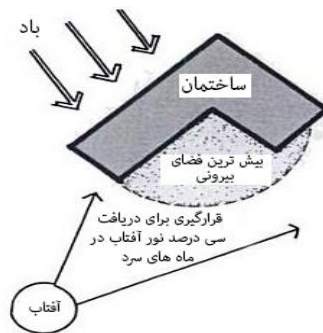 باد
ساختمان
بیش ترین فضای
بیرونی
قرارگیری برای دریافت
سی درصد نور آفتاب در
ماه های سرد
آفتاب